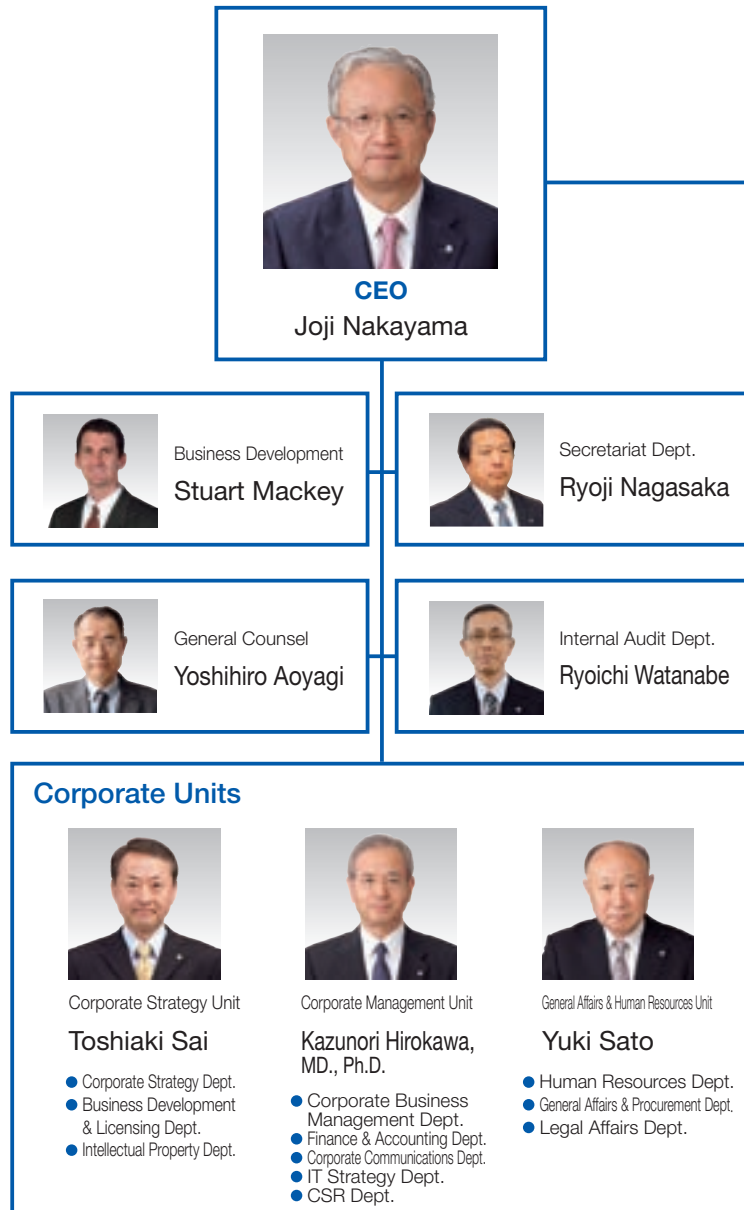 CEO
Joji Nakayama
Business Development
Stuart Mackey
Secretariat Dept.
Ryoji Nagasaka
General Counsel
Yoshihiro Aoyagi
Internal Audit Dept.
Ryoichi Watanabe
Corporate Units
Corporate Strategy Unit
Toshiaki Sai
● Corporate Strategy Dept.
● Business Development
& Licensing Dept.
● Intellectual Property Dept.
Corporate Management Unit
Kazunori Hirokawa,
MD., Ph.D.
● Corporate Business
Management Dept.
● Finance & Accounting Dept.
● Corporate Communications Dept.
● IT Strategy Dept.
● CSR Dept.
General Affairs & Human Resources Unit
Yuki Sato
● Human Resources Dept.
● General Affairs & Procurement Dept.
● Legal Affairs Dept.